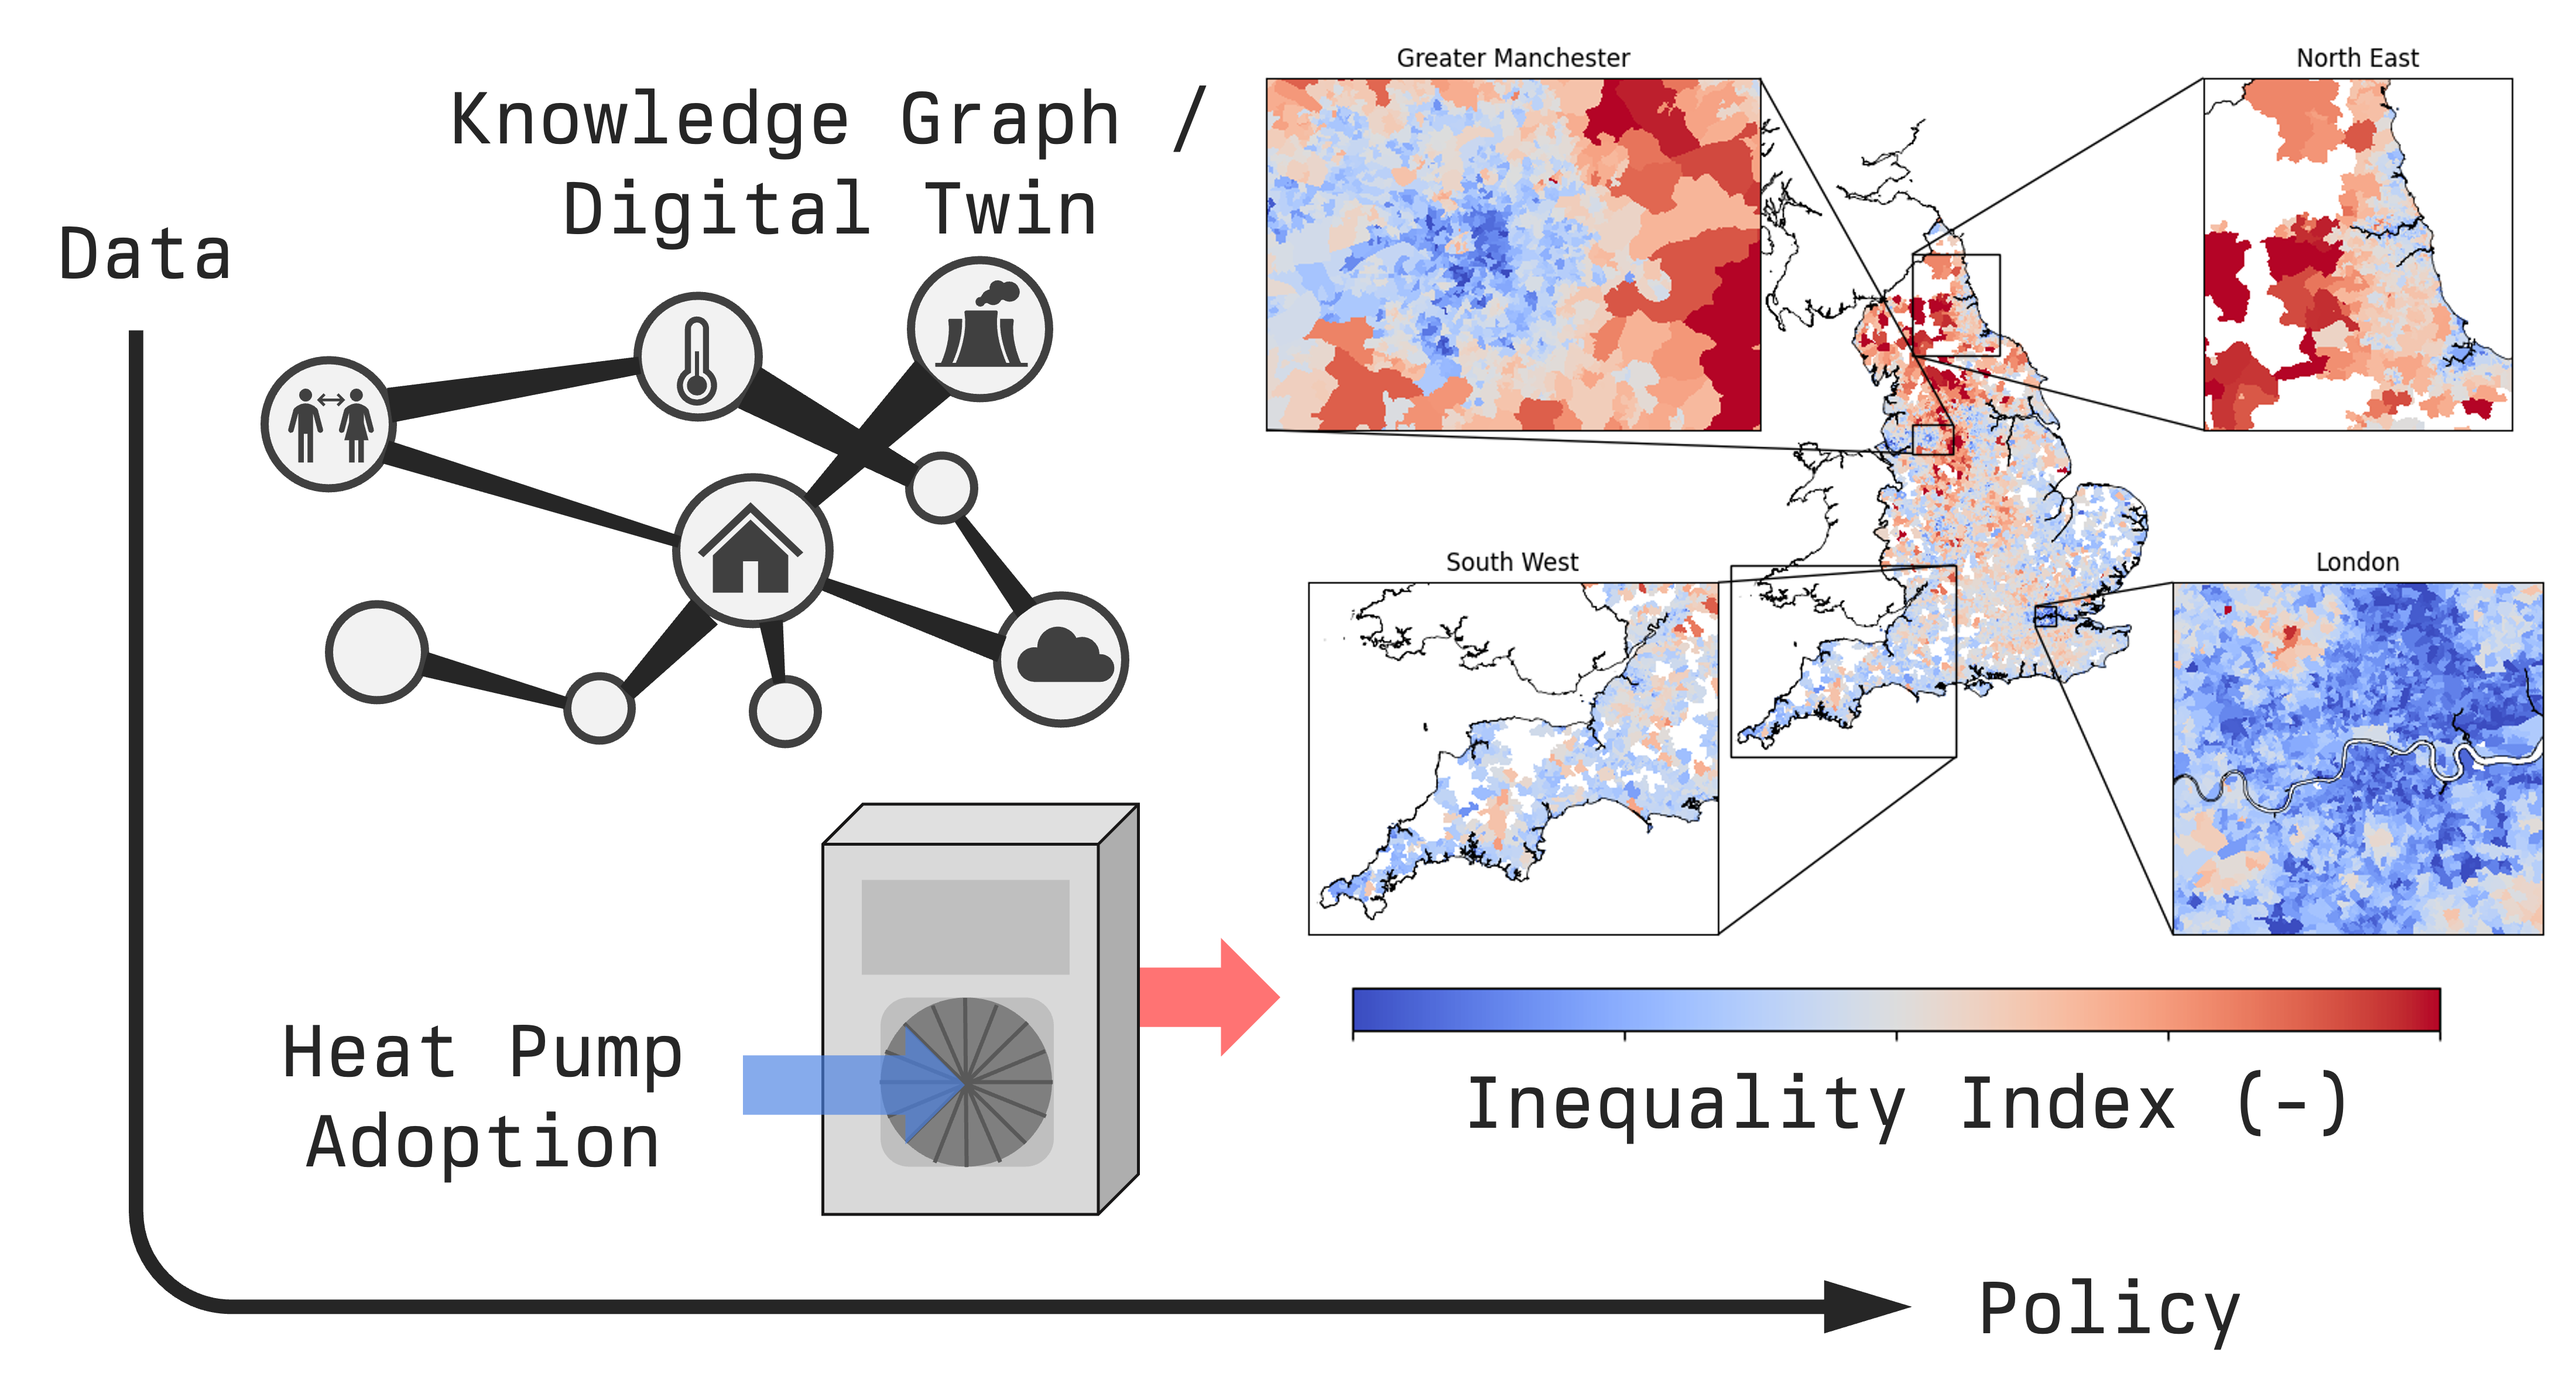 Data
Knowledge Graph /
Digital Twin
Heat Pump
Adoption
Greater Manchester
North East
South West
London
Inequality Index (-)
Policy